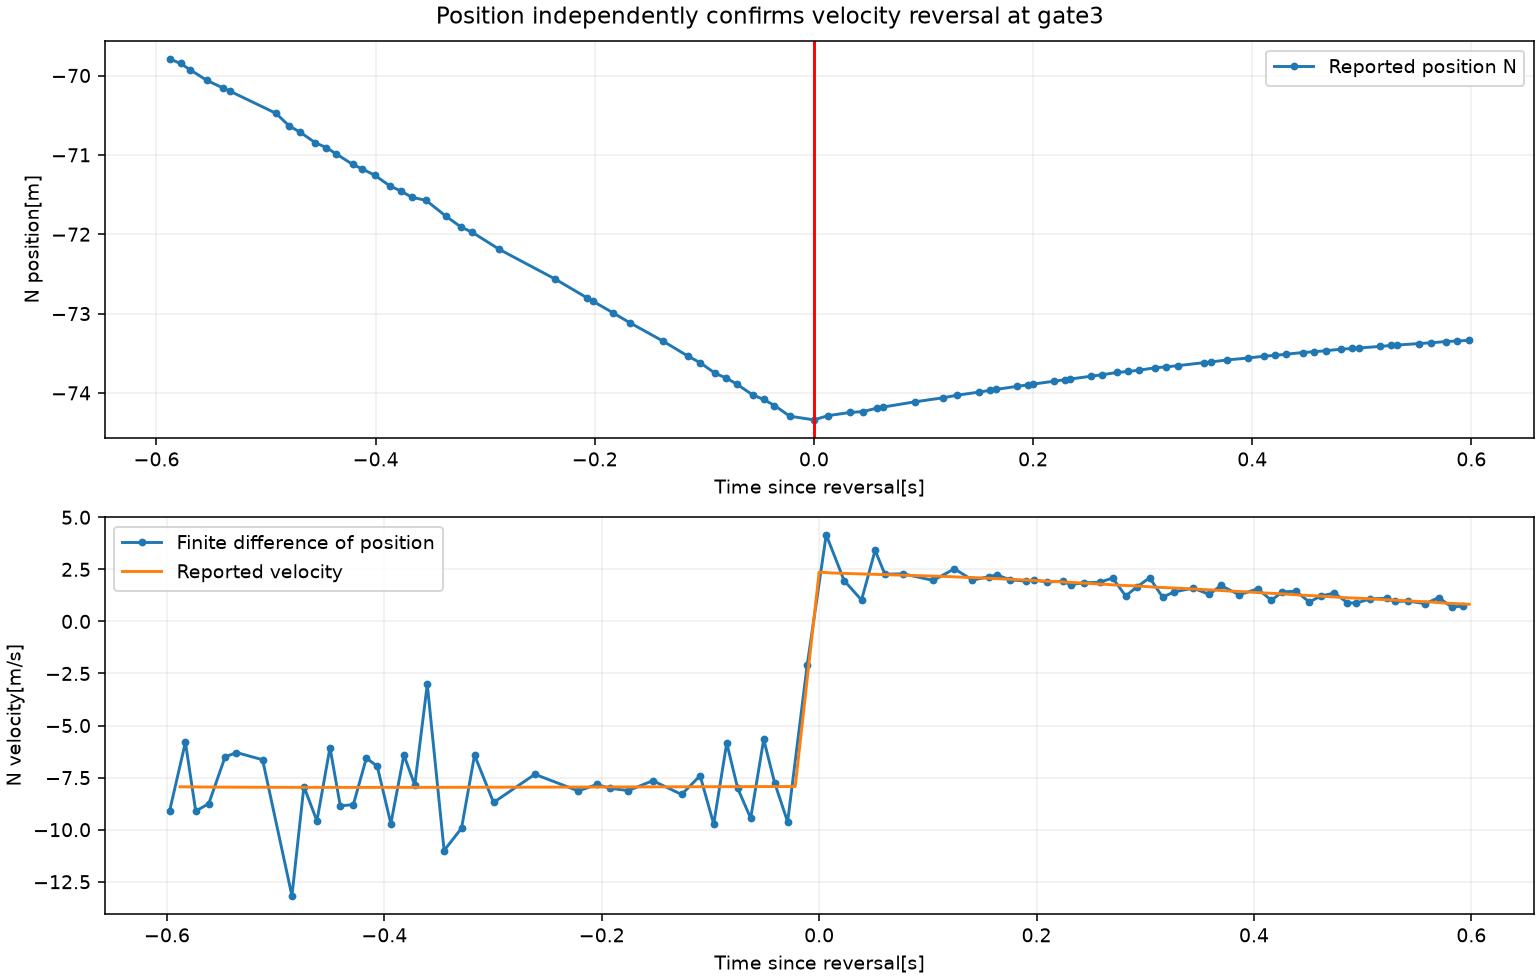 Position independently confirms velocity reversal at gate3
Reported position N
N position[m]
−70
−71
−72
−73
−74
−0.6 −0.4 −0.2 0.0 0.2 0.4 0.6
Time since reversal[s]
Finite difference of position
Reported velocity
N velocity[m/s]
5.0
2.5
0.0
−2.5
−5.0
−7.5
−10.0
−12.5
−0.6 −0.4 −0.2 0.0 0.2 0.4 0.6
Time since reversal[s]